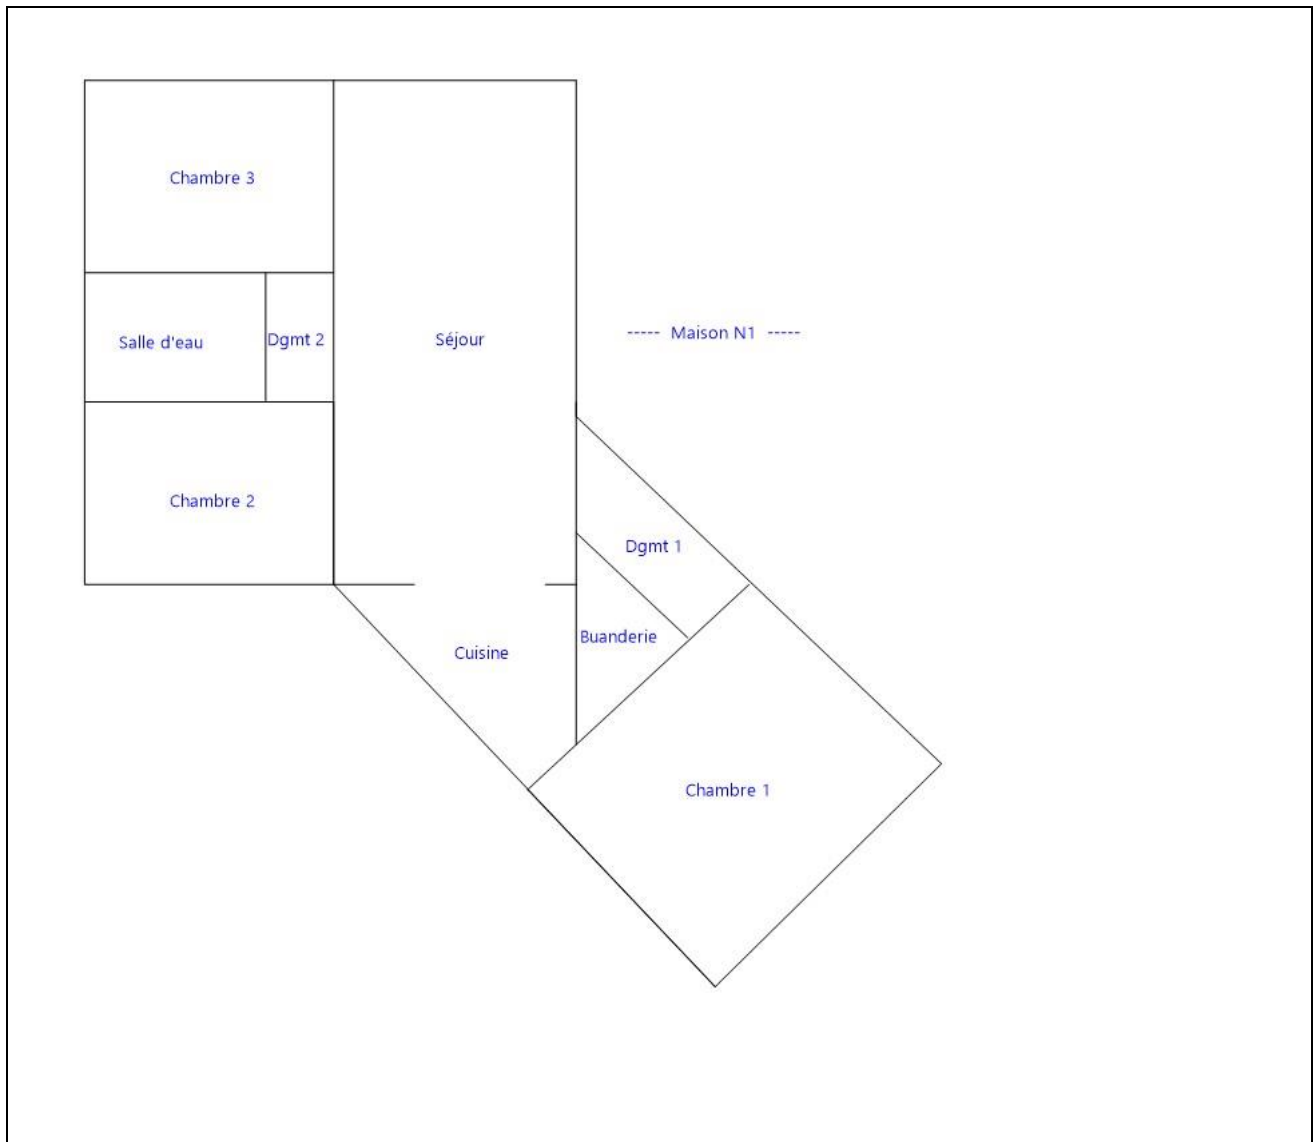 Chambre 3
Salle d'eau
Dgmt 2
Séjour
----- Maison N1 -----
Chambre 2
Dgmt 1
Buanderie
Cuisine
Chambre 1